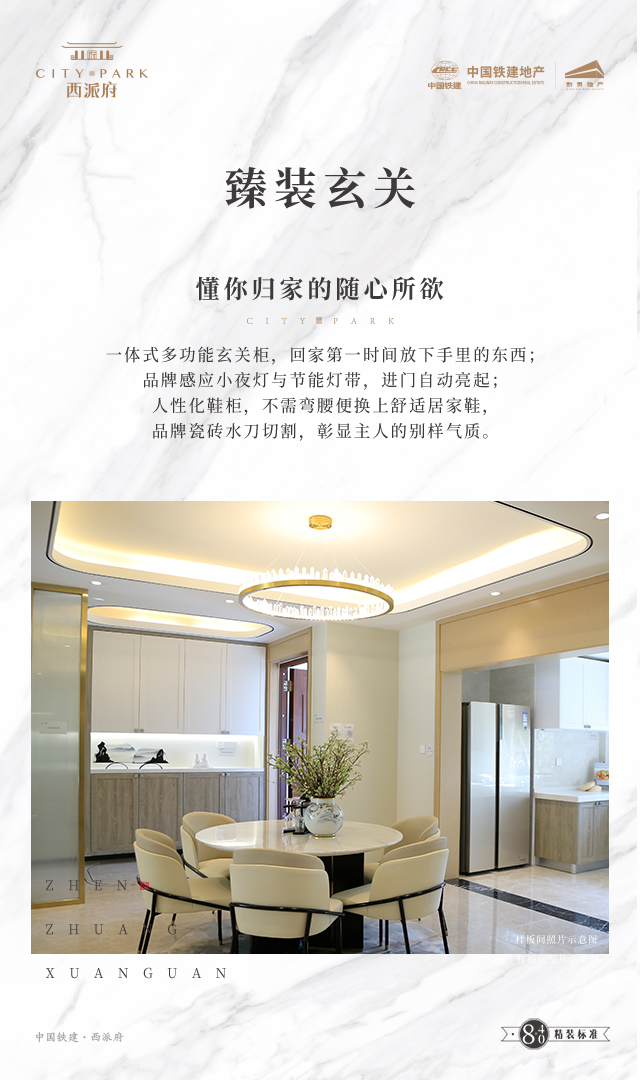 CITY PARK
西派府
CRCC
中国铁建
中国铁建地产
CHINA RAILWAY CONSTRUCTION REAL ESTATE
臻装玄关
懂你归家的随心所欲
CITY PARK
一体式多功能玄关柜，回家第一时间放下手里的东西；
品牌感应小夜灯与节能灯带，进门自动亮起；
人性化鞋柜，不需弯腰便换上舒适居家鞋，
品牌瓷砖水刀切割，彰显主人的别样气质。
ZHEN
ZHUANG
XUANGUAN
样板间照片示意图
中国铁建·西派府
精装标准